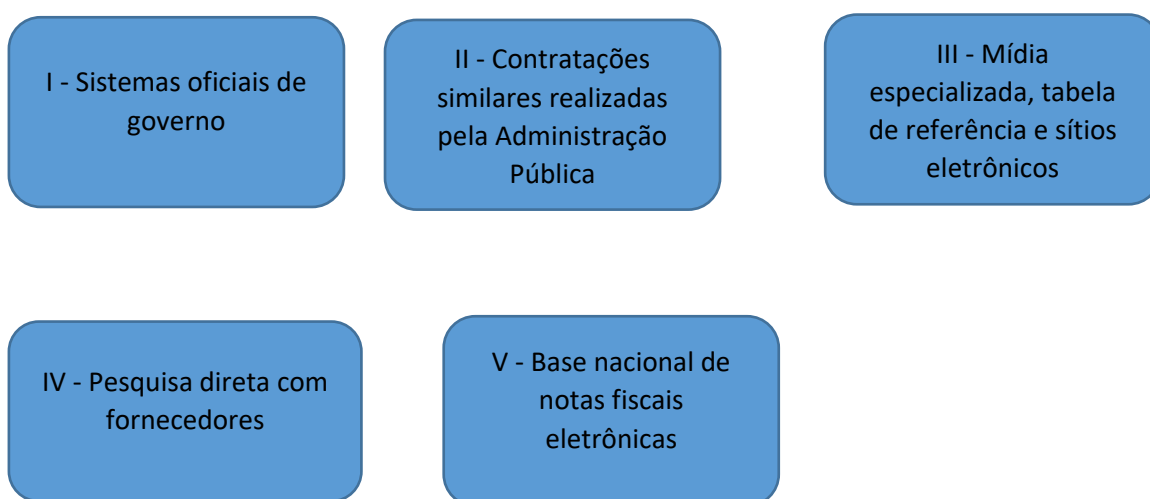 I - Sistemas oficiais de
governo
II - Contratações
similares realizadas
pela Administração
Pública
III - Mídia
especializada, tabela
de referência e sítios
eletrônicos
IV - Pesquisa direta com
fornecedores
V - Base nacional de
notas fiscais
eletrônicas